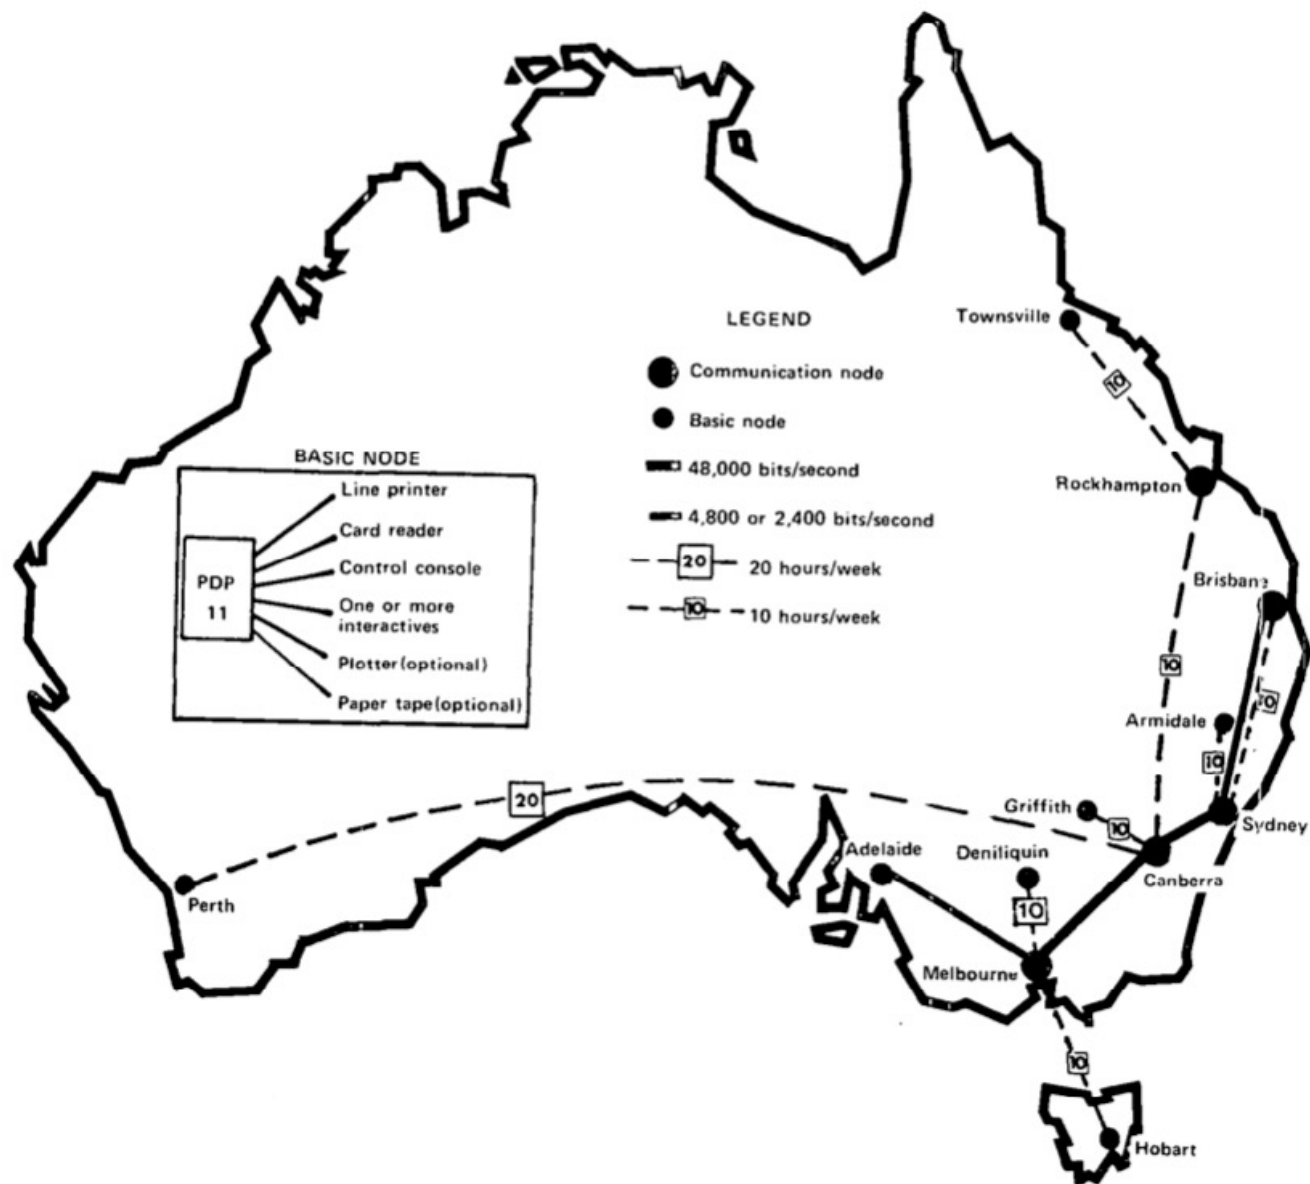 LEGEND
Communication node
Basic node
48,000 bits/second
4,800 or 2,400 bits/second
20 20 hours/week
10 10 hours/week
BASIC NODE
PDP
11
Line printer
Card reader
Control console
One or more
interactives
Plotter(optional)
Paper tape(optional)
Townsville
10
Rockhampton
Brisbane
10
10
Armidale
10
Griffith
10
Sydney
20
Adelaide
Deniliquin
Canberra
Perth
10
Melbourne
10
Hobart